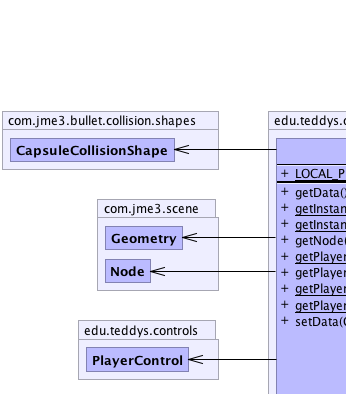 com.jme3.bullet.collision.shapes
CapsuleCollisionShape
com.jme3.scene
Geometry
Node
edu.teddys.controls
PlayerControl
edu.teddys.
+ LOCAL_P
+ getData()
+ getInstan
+ getInstan
+ getNode(
+ getPlayer
+ getPlayer
+ getPlayer
+ getPlayer
+ setData(